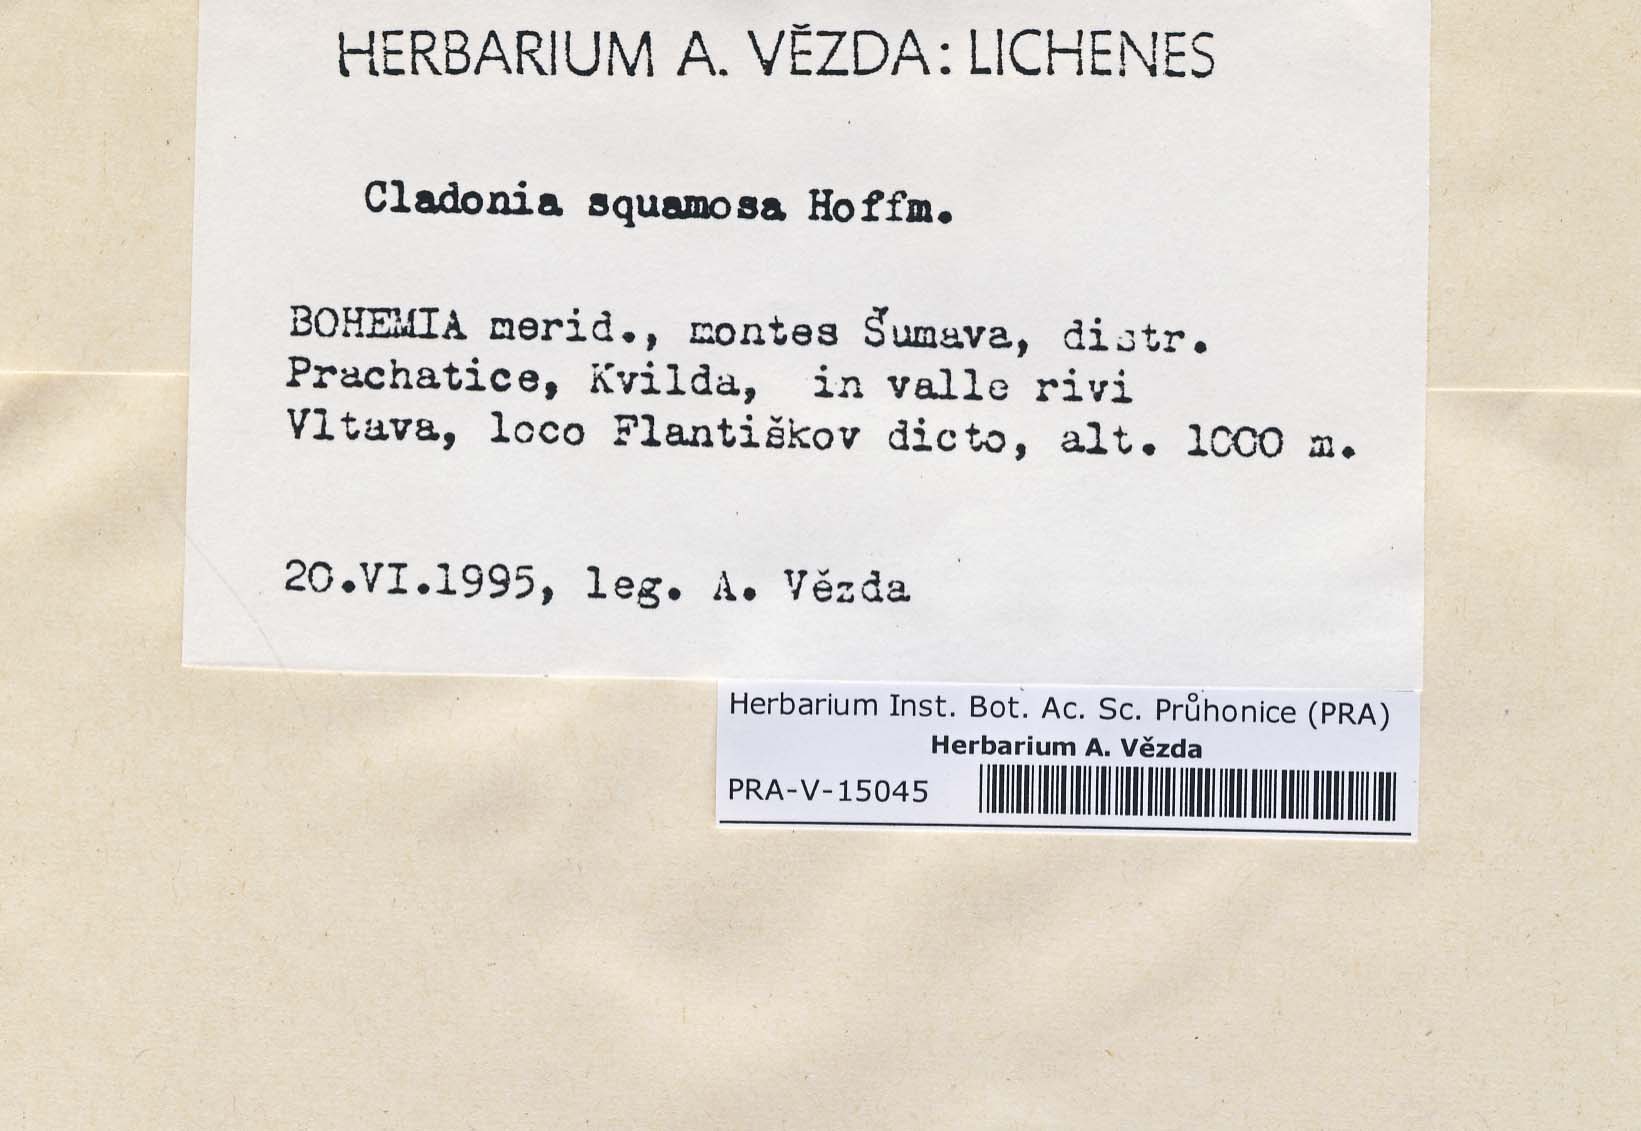 HERBARIUM A. VĚZDA: LICHENES
Cladonia squamosa Hoffm.
BOHEMIA merid., montes Šumava, distr.
Prachatice, Kvilda, in valle rivi
Vltava, loco Flantiškov dicto, alt. 1000 m.
20.VI.1995, leg. A. Vězda
Herbarium Inst. Bot. Ac. Sc. Průhonice (PRA)
Herbarium A. Vězda
PRA-V-15045